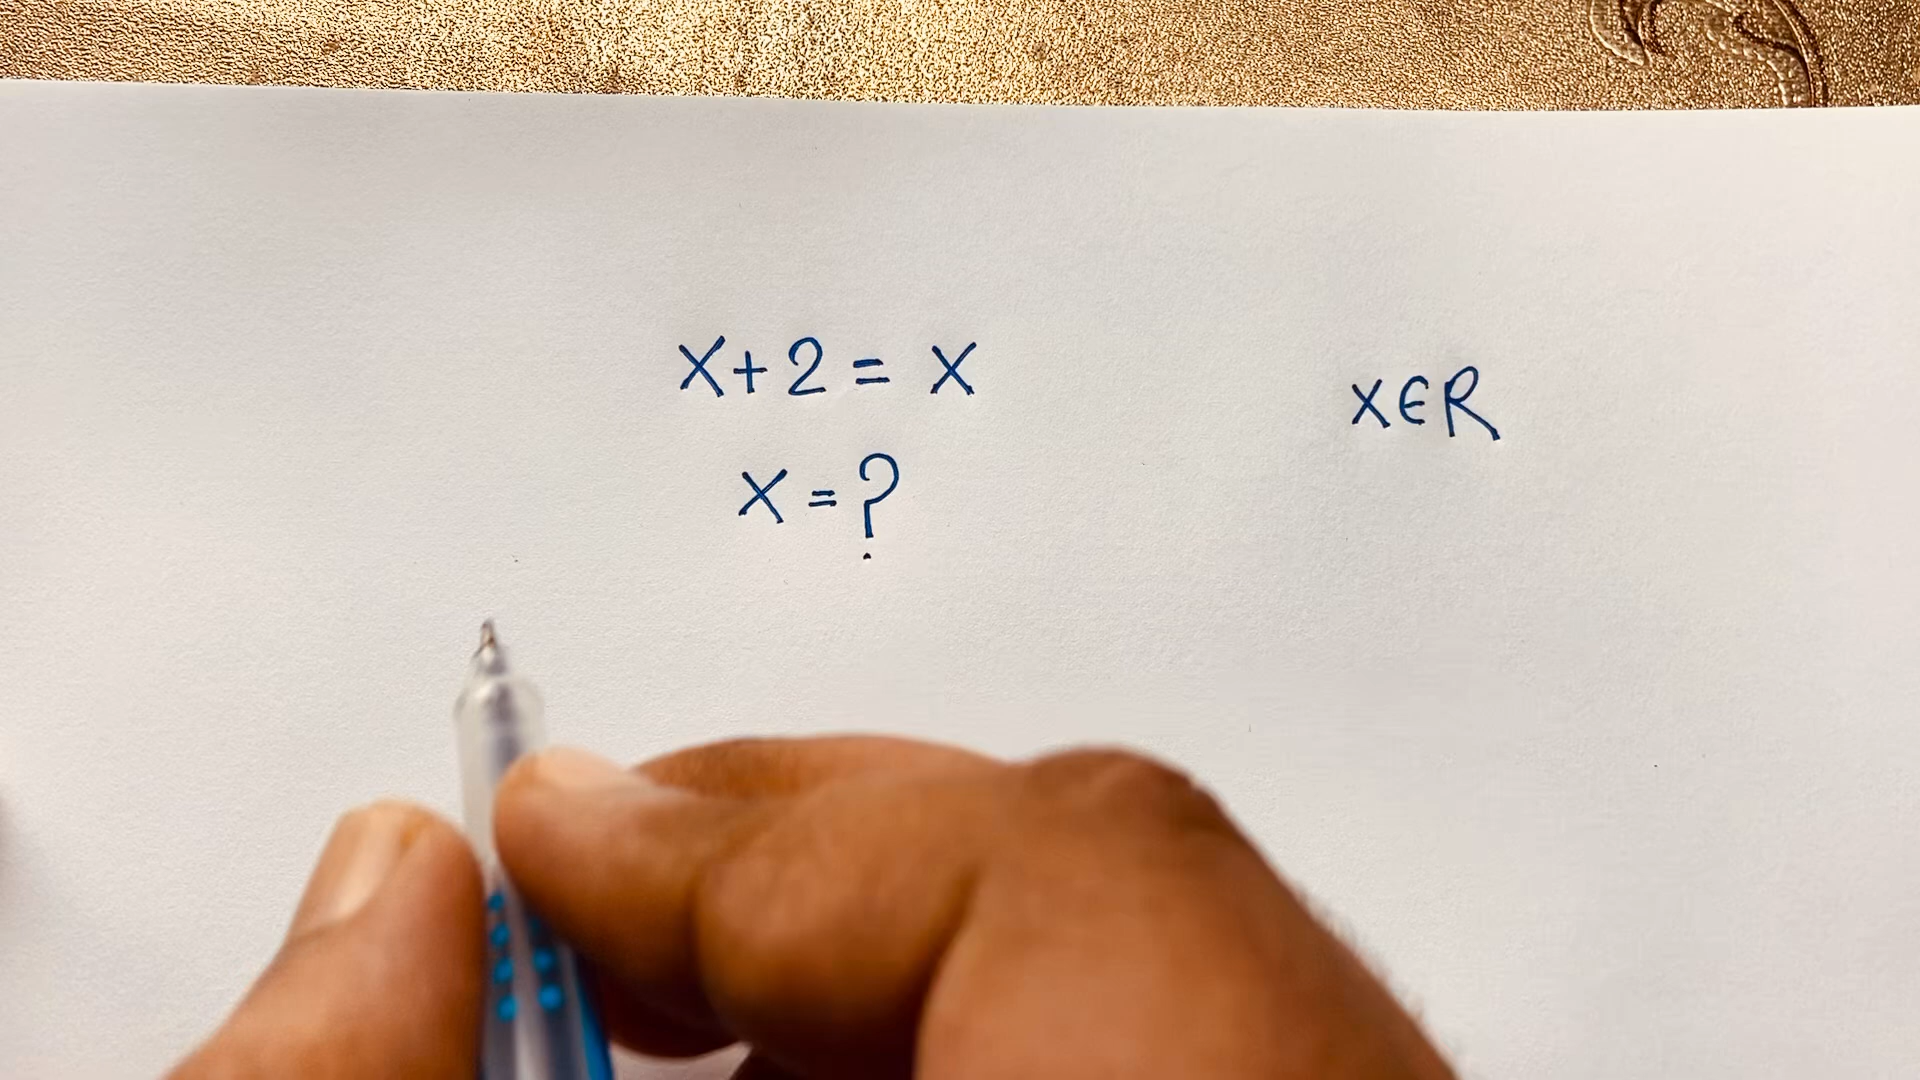 X+2 = X
X∈R
X = ?